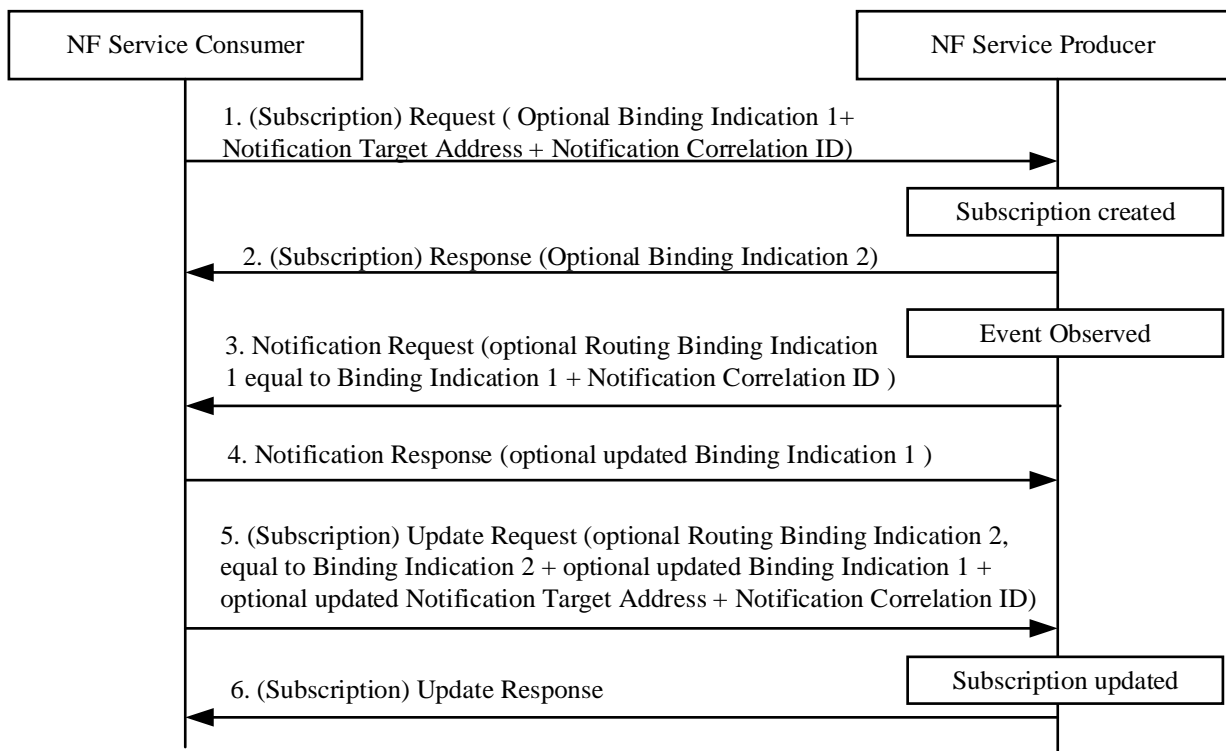 NF Service Consumer
NF Service Producer
1. (Subscription) Request ( Optional Binding Indication 1+
Notification Target Address + Notification Correlation ID)
Subscription created
2. (Subscription) Response (Optional Binding Indication 2)
Event Observed
3. Notification Request (optional Routing Binding Indication
1 equal to Binding Indication 1 + Notification Correlation ID )
4. Notification Response (optional updated Binding Indication 1 )
5. (Subscription) Update Request (optional Routing Binding Indication 2,
equal to Binding Indication 2 + optional updated Binding Indication 1 +
optional updated Notification Target Address + Notification Correlation ID)
Subscription updated
6. (Subscription) Update Response